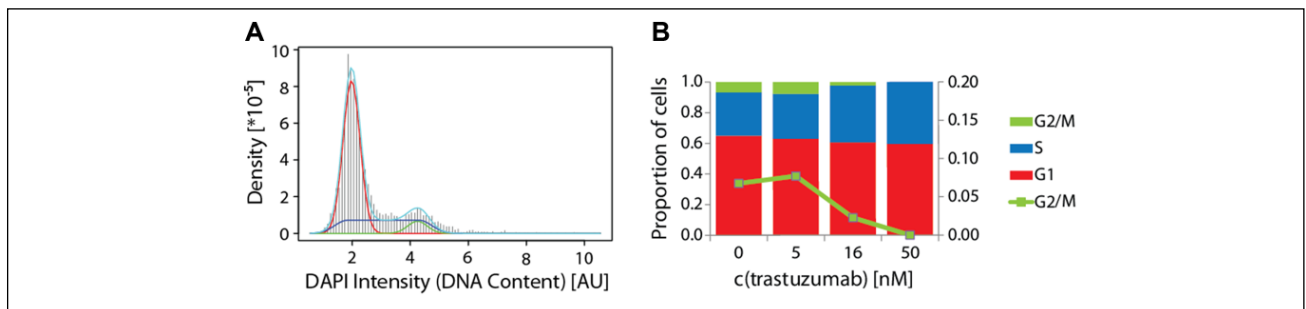 A
10
8
6
4
2
0
Density [*10⁻⁵]
2 4 6 8 10
DAPI Intensity (DNA Content) [AU]
B
1.0
0.8
0.6
0.4
0.2
0.0
Proportion of cells
0 5 16 50
c(trastuzumab) [nM]
0.20
0.15
0.10
0.05
0.00
G2/M
S
G1
G2/M